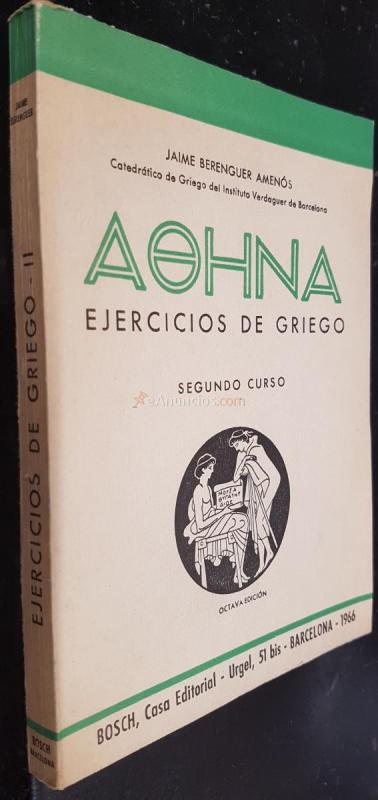 JAIME BERENGUER AMENÓS
Catedrático de Griego del Instituto Verdaguer de Barcelona
ΑΘΗΝΑ
EJERCICIOS DE GRIEGO
SEGUNDO CURSO
eAnuncios.com
OCTAVA EDICIÓN
BOSCH, Casa Editorial - Urgel, 51 bis - BARCELONA - 1966
JAIME
BERENGUER
EJERCICIOS DE GRIEGO - II
BOSCH
BARCELONA